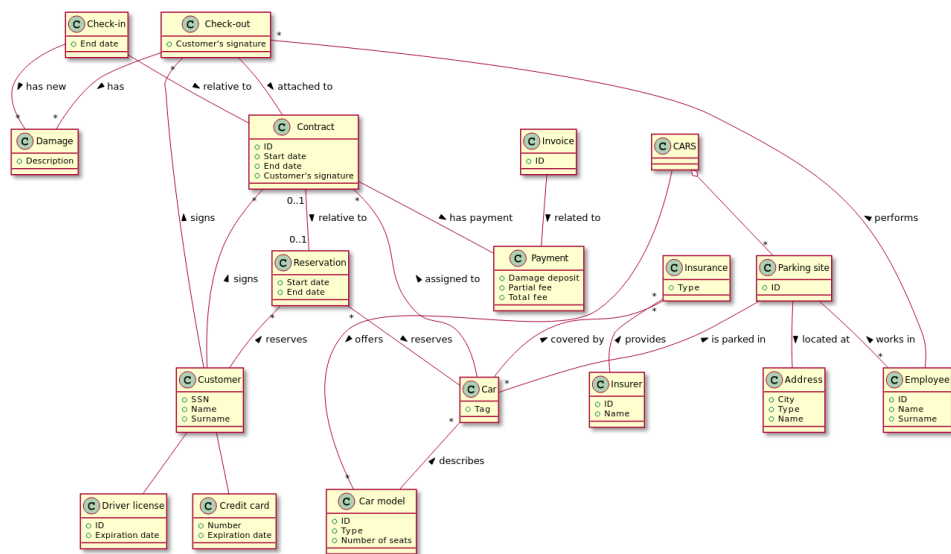 C Check-in
End date
C Check-out
Customer's signature
*
*
has new
has
relative to
attached to
*
*
C Damage
Description
C Contract
ID
Start date
End date
Customer's signature
C Invoice
ID
C CARS
*
0..1
*
signs
relative to
has payment
related to
performs
0..1
*
C Reservation
Start date
End date
signs
assigned to
C Payment
Damage deposit
Partial fee
Total fee
C Insurance
Type
C Parking site
ID
*
*
*
*
reserves
offers
reserves
covered by
provides
is parked in
located at
works in
*
*
C Customer
SSN
Name
Surname
C Car
Tag
C Insurer
ID
Name
C Address
City
Type
Name
C Employee
ID
Name
Surname
*
describes
*
C Driver license
ID
Expiration date
C Credit card
Number
Expiration date
C Car model
ID
Type
Number of seats